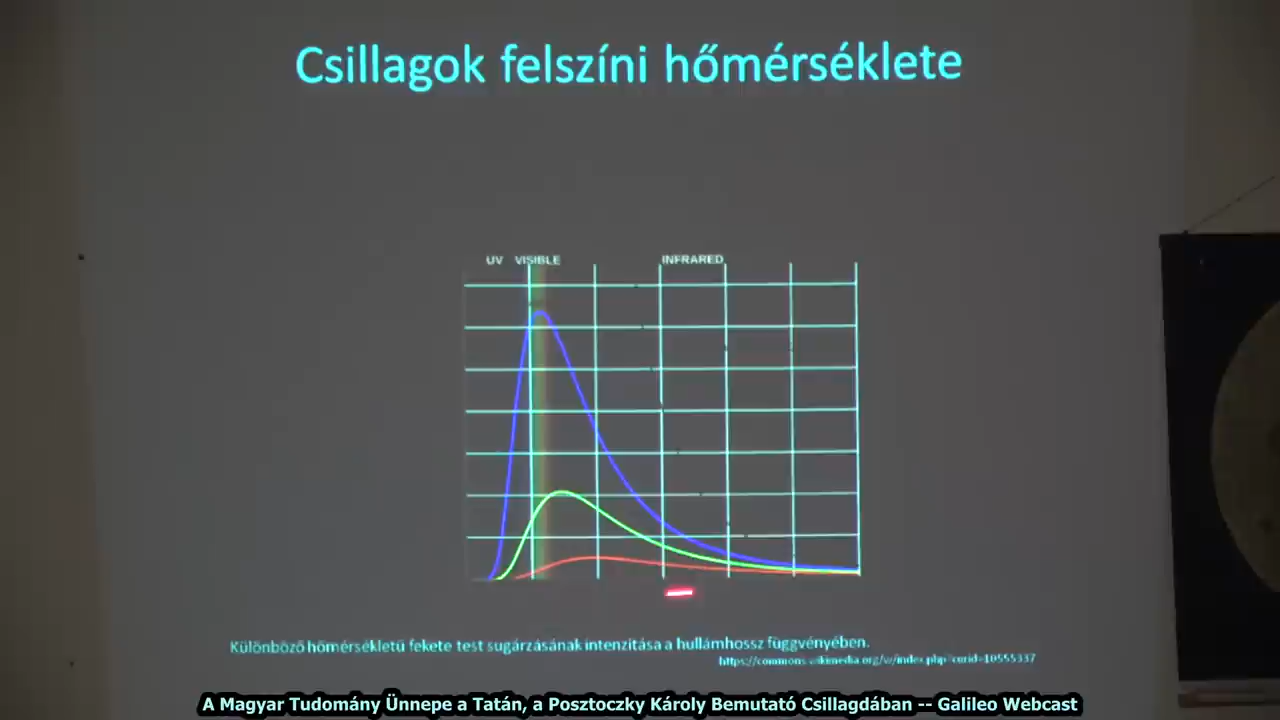 Csillagok felszíni hőmérséklete
UV VISIBLE INFRARED
Különböző hőmérsékletű fekete test sugárzásának intenzitása a hullámhossz függvényében.
https://commons.wikimedia.org/w/index.php?curid=10555337
A Magyar Tudomány Ünnepe a Tatán, a Posztoczky Károly Bemutató Csillagdában -- Galileo Webcast